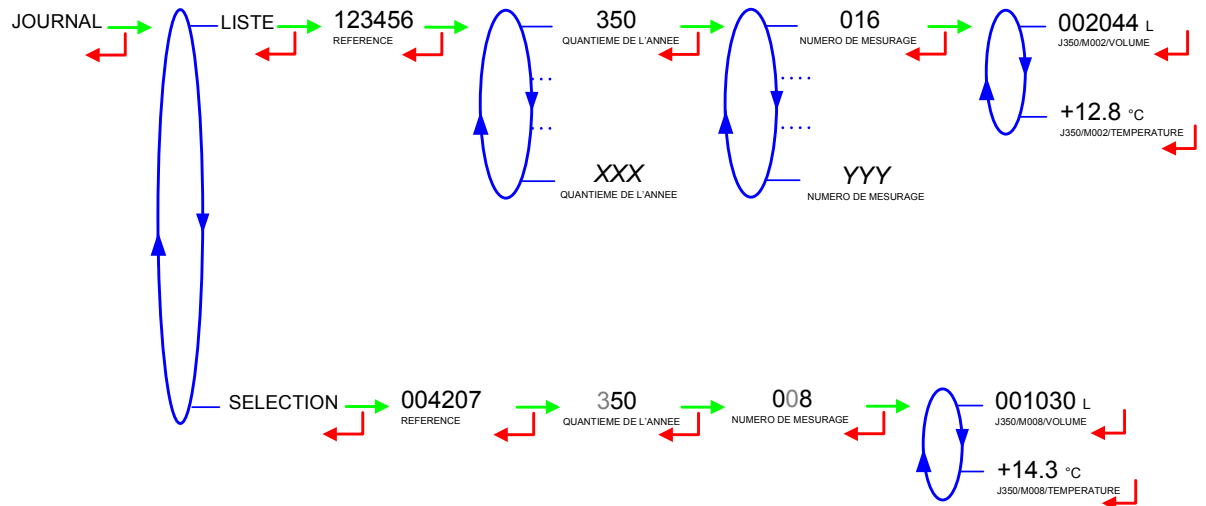 JOURNAL
LISTE
123456
REFERENCE
350
QUANTIEME DE L'ANNEE
....
...
XXX
QUANTIEME DE L'ANNEE
016
NUMERO DE MESURAGE
.....
....
YYY
NUMERO DE MESURAGE
002044 L
J350/M002/VOLUME
+12.8 °C
J350/M002/TEMPERATURE
SELECTION
004207
REFERENCE
350
QUANTIEME DE L'ANNEE
008
NUMERO DE MESURAGE
001030 L
J350/M008/VOLUME
+14.3 °C
J350/M008/TEMPERATURE